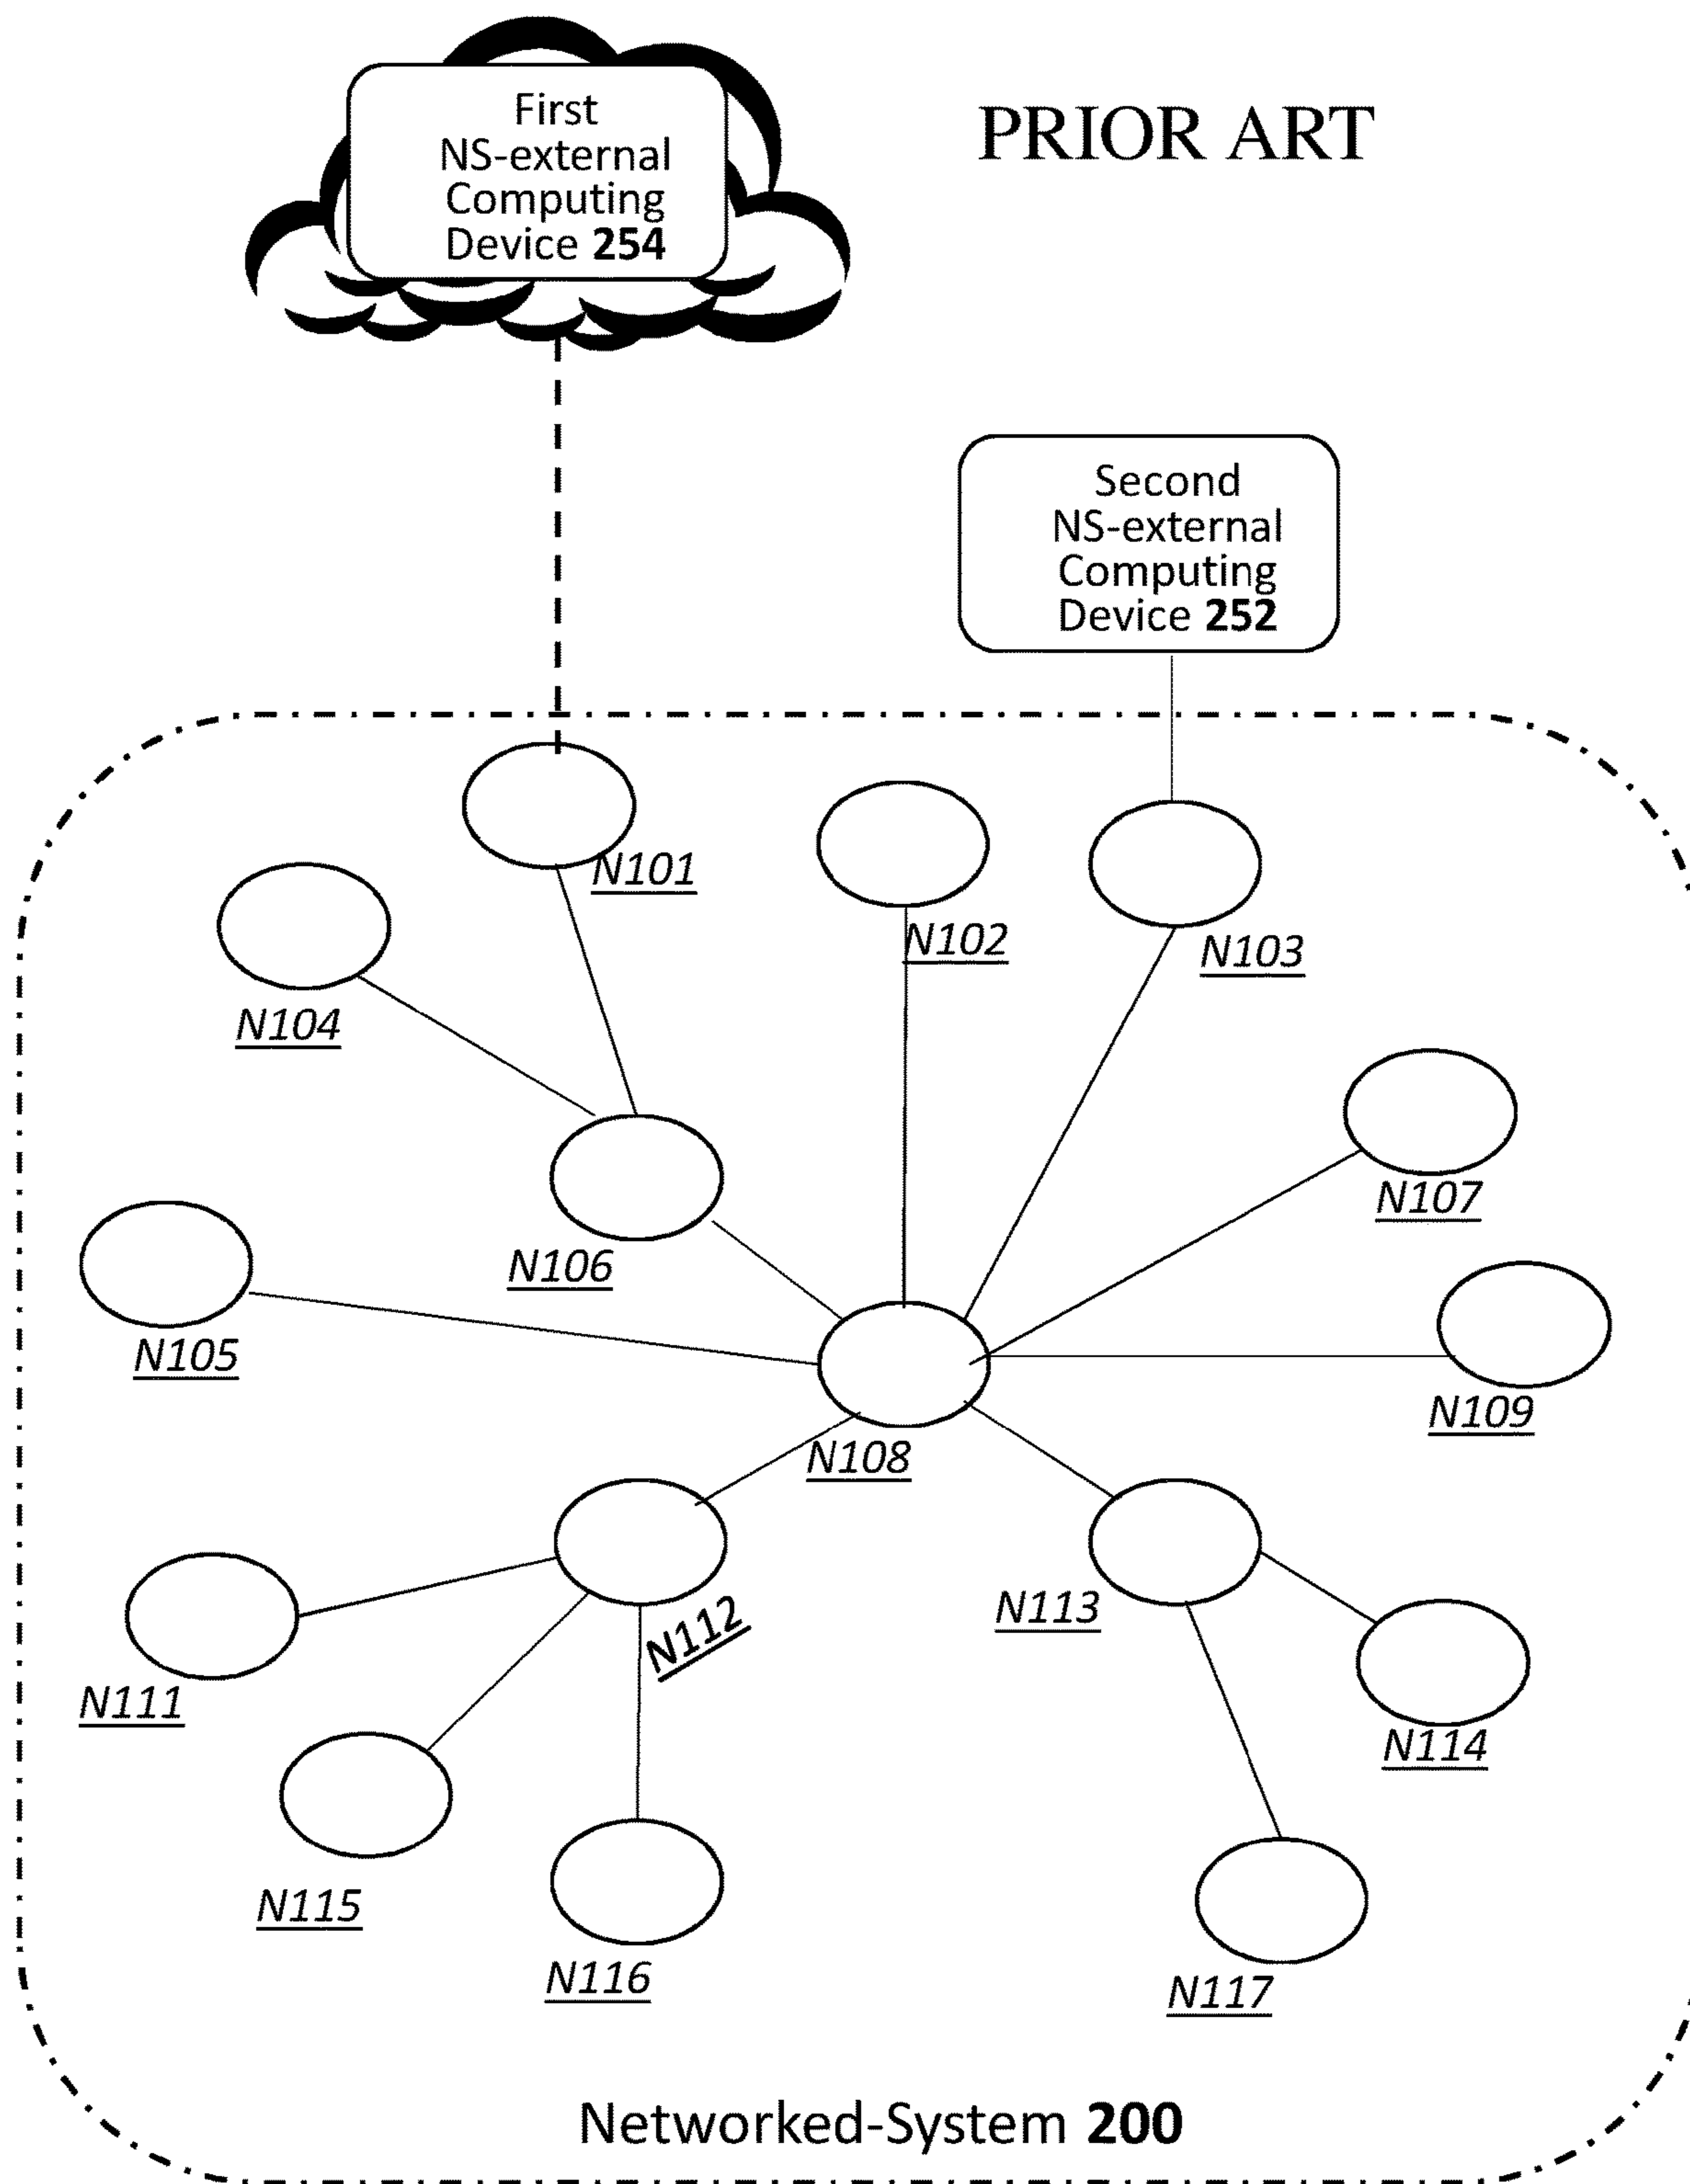 First
NS-external
Computing
Device 254
PRIOR ART
Second
NS-external
Computing
Device 252
N101
N102
N103
N104
N107
N106
N105
N109
N108
N112
N113
N111
N114
N115
N116
N117
Networked-System 200